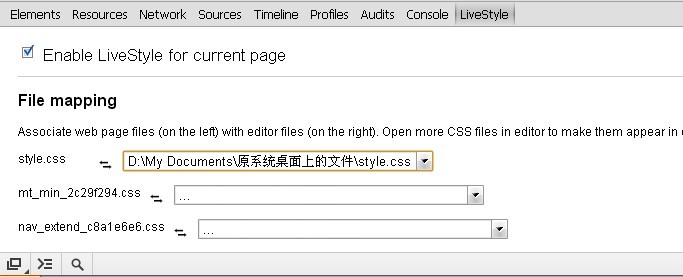 Elements Resources Network Sources Timeline Profiles Audits Console LiveStyle
Enable LiveStyle for current page
File mapping
Associate web page files (on the left) with editor files (on the right). Open more CSS files in editor to make them appear in
style.css D:\My Documents\原系统桌面上的文件\style.css
mt_min_2c29f294.css ...
nav_extend_c8a1e6e6.css ...